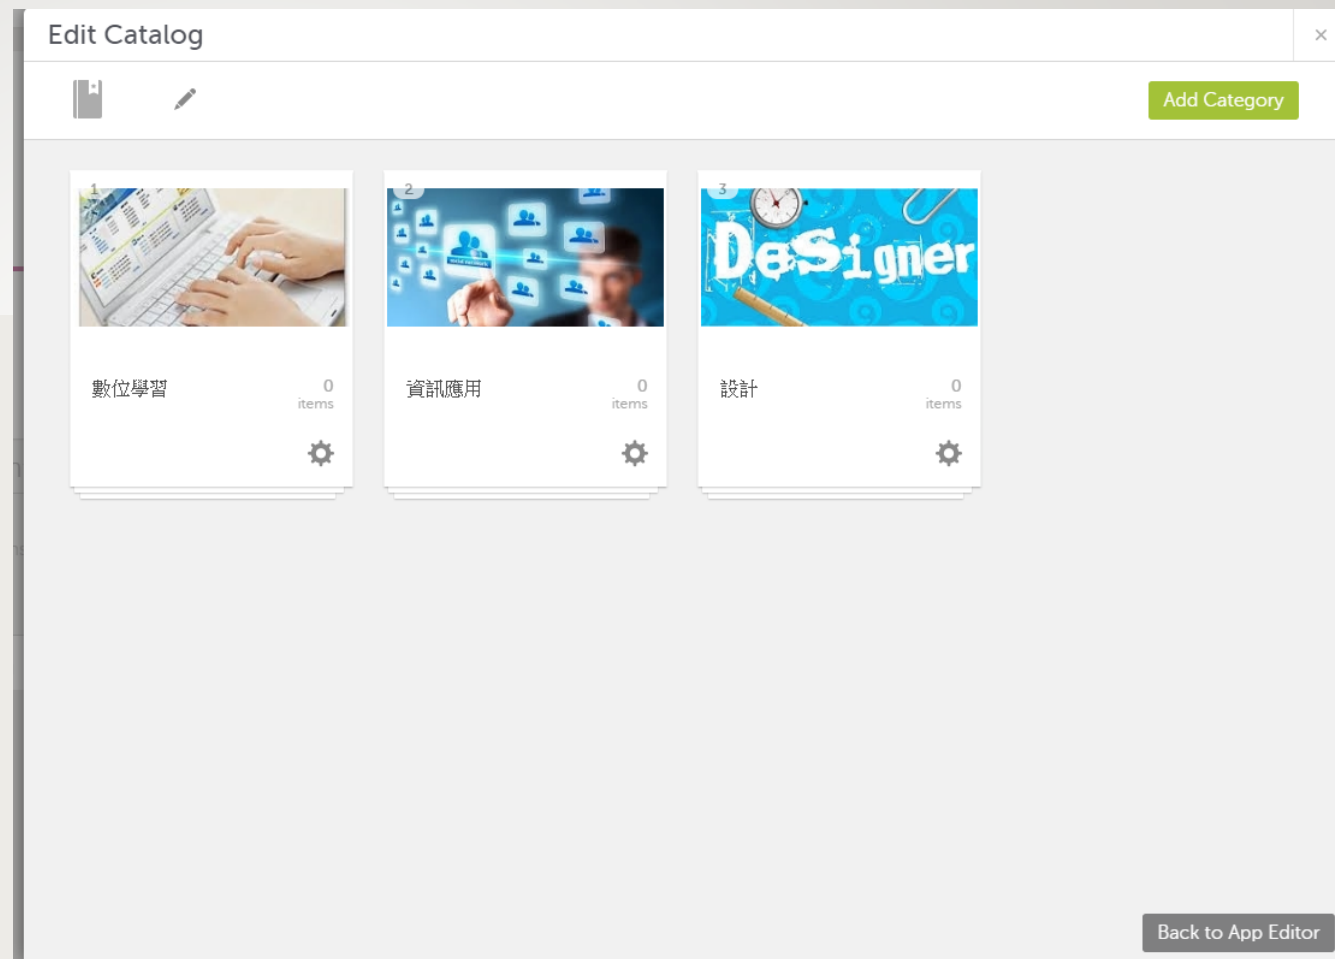 Edit Catalog
×
Add Category
1
2
3
DeSigner
數位學習
0
items
資訊應用
0
items
設計
0
items
Back to App Editor